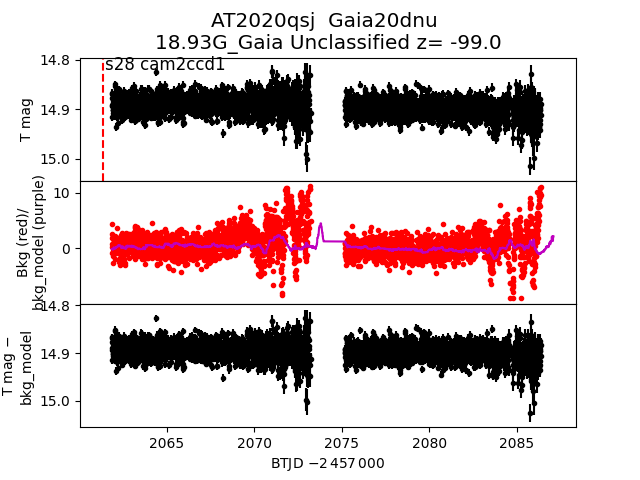 AT2020qsj Gaia20dnu
18.93G_Gaia Unclassified z= -99.0
s28 cam2ccd1
14.8
14.9
15.0
T mag
10
0
Bkg (red)/
bkg_model (purple)
14.8
14.9
15.0
T mag −
bkg_model
2065 2070 2075 2080 2085
BTJD −2 457 000